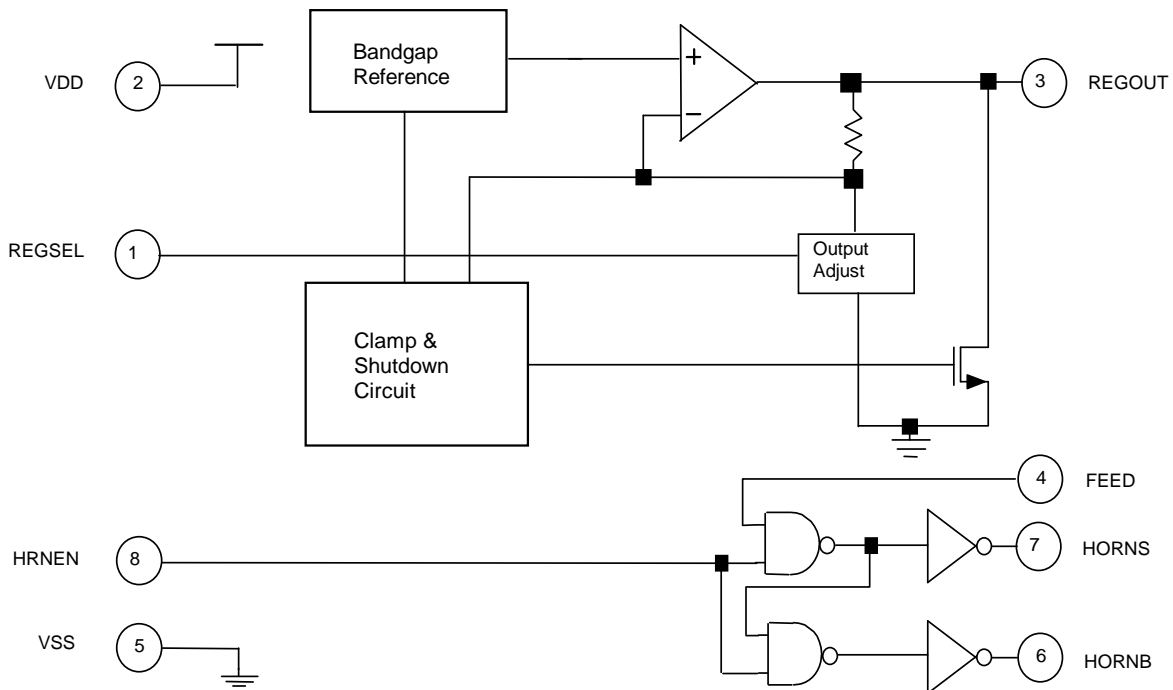 Bandgap
Reference
+
−
VDD
2
3
REGOUT
REGSEL
1
Output
Adjust
Clamp &
Shutdown
Circuit
4
FEED
HRNEN
8
7
HORNS
VSS
5
6
HORNB